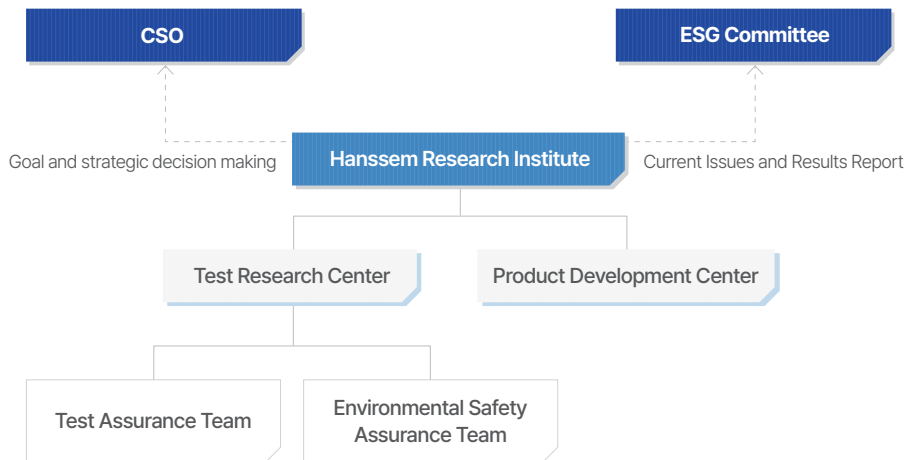 CSO
ESG Committee
Goal and strategic decision making
Hanssem Research Institute
Current Issues and Results Report
Test Research Center
Product Development Center
Test Assurance Team
Environmental Safety
Assurance Team